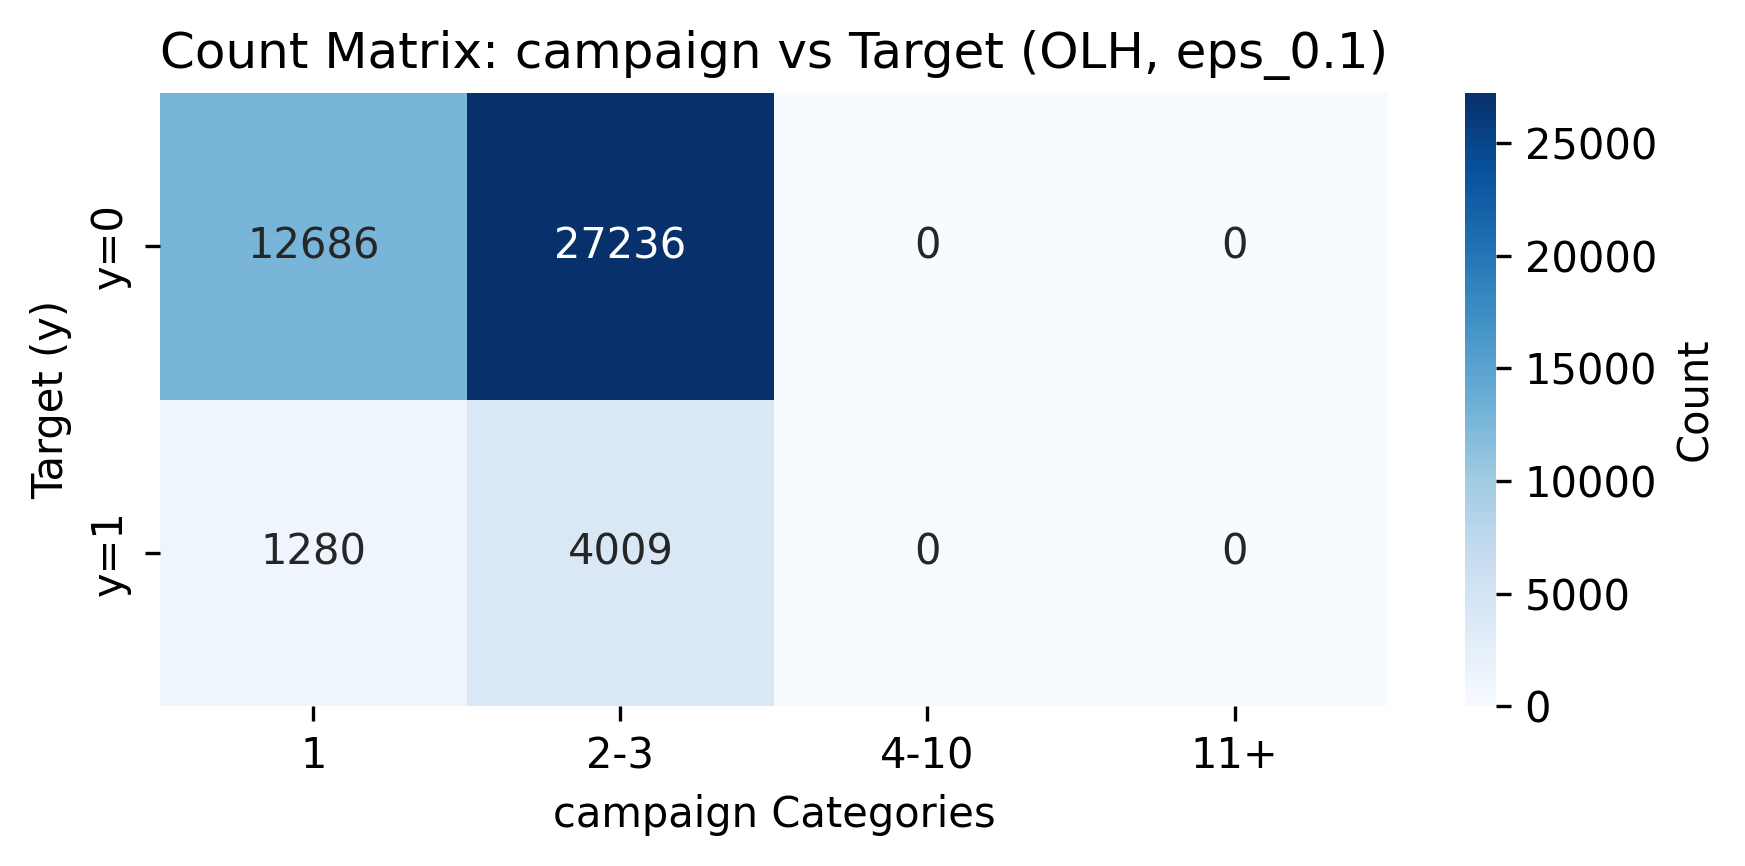 Count Matrix: campaign vs Target (OLH, eps_0.1)
Target (y)
y=0
12686 27236 0 0
y=1
1280 4009 0 0
1 2-3 4-10 11+
campaign Categories
25000
20000
15000
10000
5000
0
Count